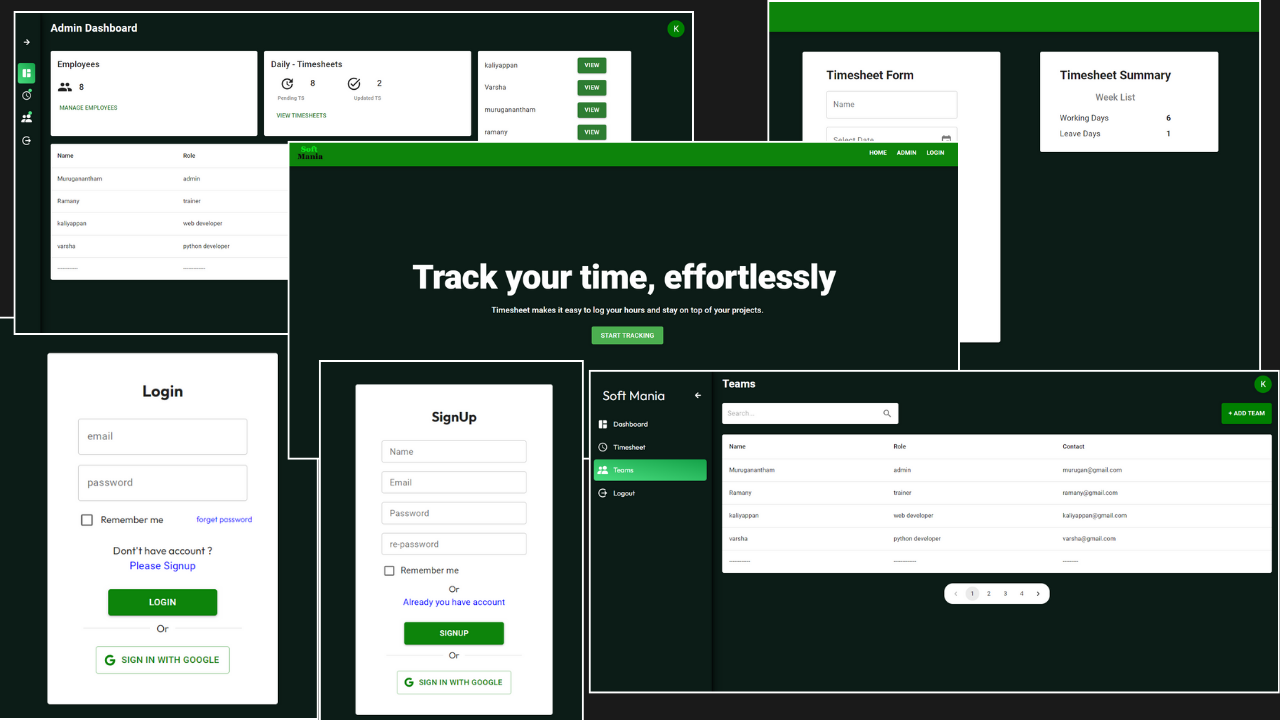 Admin Dashboard
K
Employees
8
MANAGE EMPLOYEES
Daily - Timesheets
8
2
Pending TS
Updated TS
VIEW TIMESHEETS
kaliyappan VIEW
Varsha VIEW
muruganantham VIEW
ramany VIEW
Name Role
Muruganantham admin
Ramany trainer
kaliyappan web developer
varsha python developer
------------ -------------
Timesheet Form
Name
Select Date
Timesheet Summary
Week List
Working Days 6
Leave Days 1
Soft
Mania
HOME ADMIN LOGIN
Track your time, effortlessly
Timesheet makes it easy to log your hours and stay on top of your projects.
START TRACKING
Login
email
password
Remember me forget password
Dont't have account ?
Please Signup
LOGIN
Or
SIGN IN WITH GOOGLE
SignUp
Name
Email
Password
re-password
Remember me
Or
Already you have account
SIGNUP
Or
SIGN IN WITH GOOGLE
Soft Mania
Dashboard
Timesheet
Teams
Logout
Teams
K
Search...
+ ADD TEAM
Name Role Contact
Muruganantham admin murugan@gmail.com
Ramany trainer ramany@gmail.com
kaliyappan web developer kaliyappan@gmail.com
varsha python developer varsha@gmail.com
------------ ------------- ---------
‹ 1 2 3 4 ›